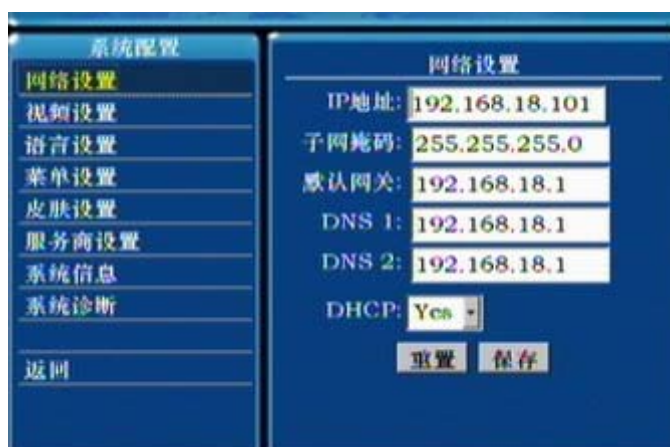 系统配置
网络设置
视频设置
语言设置
菜单设置
皮肤设置
服务商设置
系统信息
系统诊断
返回
网络设置
IP地址: 192.168.18.101
子网掩码: 255.255.255.0
默认网关: 192.168.18.1
DNS 1: 192.168.18.1
DNS 2: 192.168.18.1
DHCP: Yes
重置 保存